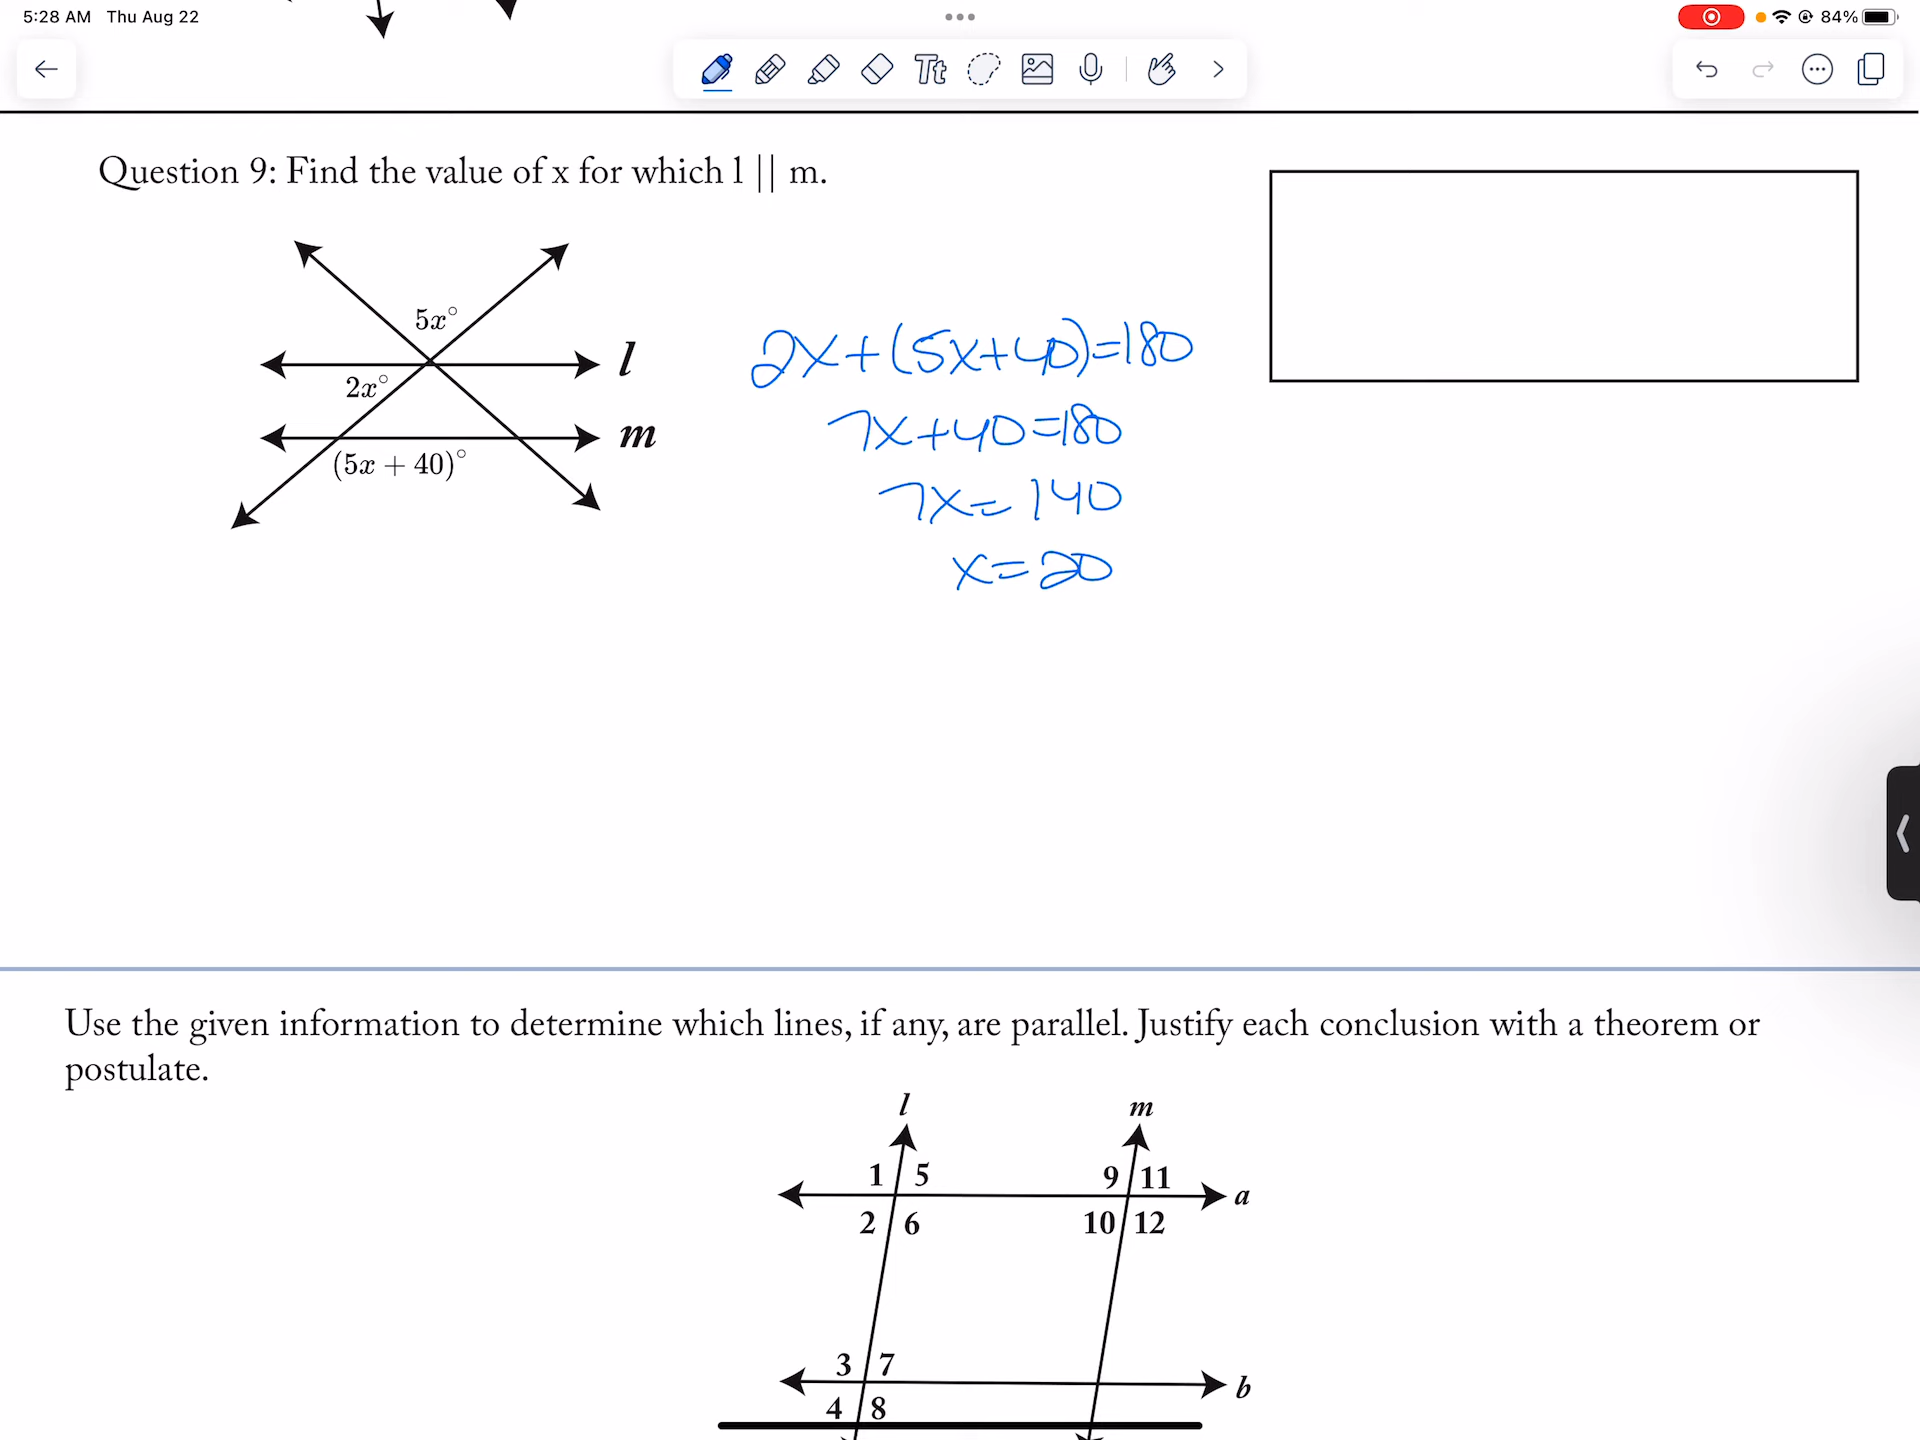 5:28 AM Thu Aug 22
84%
Tt
Question 9: Find the value of x for which l || m.
5x°
l
2x°
m
(5x + 40)°
2x+(5x+40)=180
7x+40=180
7x=140
x=20
Use the given information to determine which lines, if any, are parallel. Justify each conclusion with a theorem or
postulate.
l m
1 5 9 11
a
2 6 10 12
3 7
b
4 8